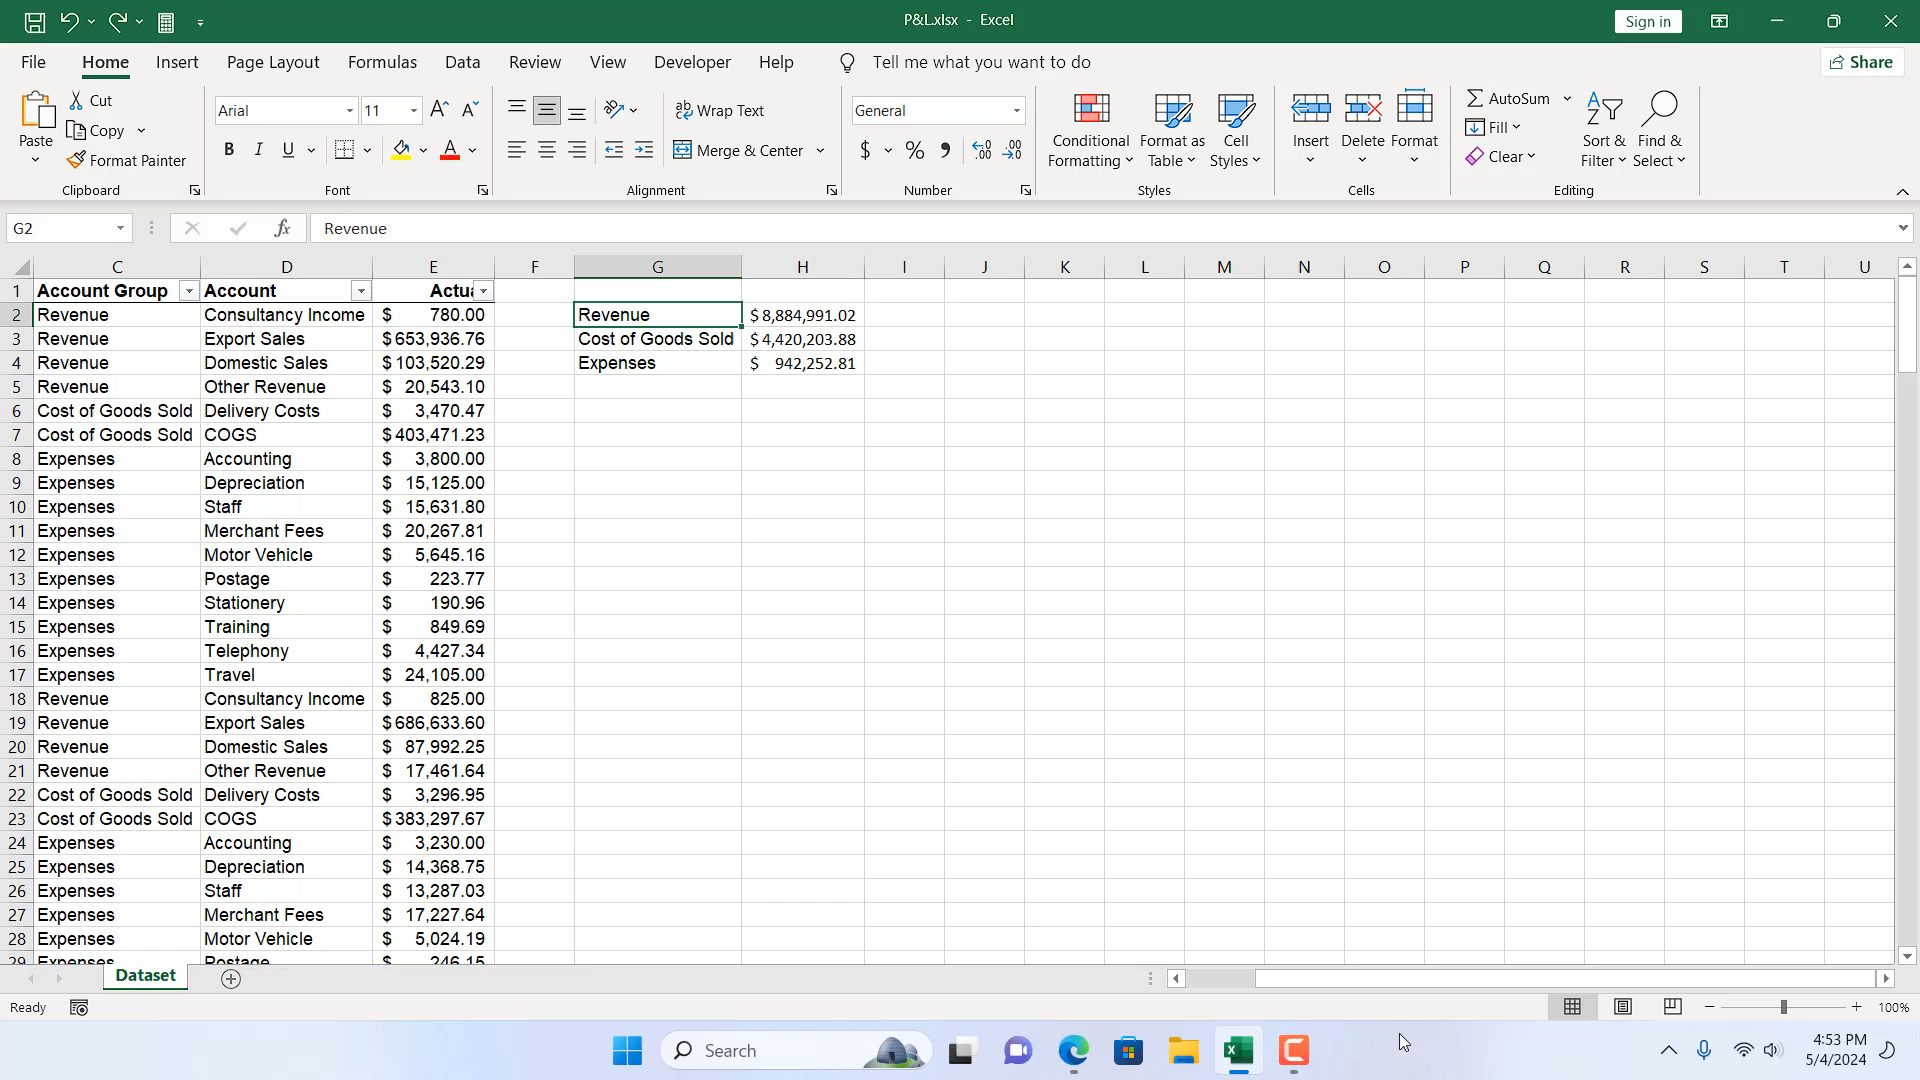 P&L.xlsx - Excel
Sign in
File Home Insert Page Layout Formulas Data Review View Developer Help Tell me what you want to do Share
Paste
Cut
Copy
Format Painter
Clipboard
Arial 11
B I U
Font
Wrap Text
Merge & Center
Alignment
General
$ % 
Number
Conditional Formatting
Format as Table
Cell Styles
Styles
Insert Delete Format
Cells
AutoSum
Fill
Clear
Sort & Filter
Find & Select
Editing
G2 fx Revenue
C D E F G H I J K L M N O P Q R S T U
1 Account Group Account Actua
2 Revenue Consultancy Income $ 780.00 Revenue $ 8,884,991.02
3 Revenue Export Sales $ 653,936.76 Cost of Goods Sold $ 4,420,203.88
4 Revenue Domestic Sales $ 103,520.29 Expenses $ 942,252.81
5 Revenue Other Revenue $ 20,543.10
6 Cost of Goods Sold Delivery Costs $ 3,470.47
7 Cost of Goods Sold COGS $ 403,471.23
8 Expenses Accounting $ 3,800.00
9 Expenses Depreciation $ 15,125.00
10 Expenses Staff $ 15,631.80
11 Expenses Merchant Fees $ 20,267.81
12 Expenses Motor Vehicle $ 5,645.16
13 Expenses Postage $ 223.77
14 Expenses Stationery $ 190.96
15 Expenses Training $ 849.69
16 Expenses Telephony $ 4,427.34
17 Expenses Travel $ 24,105.00
18 Revenue Consultancy Income $ 825.00
19 Revenue Export Sales $ 686,633.60
20 Revenue Domestic Sales $ 87,992.25
21 Revenue Other Revenue $ 17,461.64
22 Cost of Goods Sold Delivery Costs $ 3,296.95
23 Cost of Goods Sold COGS $ 383,297.67
24 Expenses Accounting $ 3,230.00
25 Expenses Depreciation $ 14,368.75
26 Expenses Staff $ 13,287.03
27 Expenses Merchant Fees $ 17,227.64
28 Expenses Motor Vehicle $ 5,024.19
29 Expenses Postage $ 246.15
Dataset
Ready
100%
Search
4:53 PM
5/4/2024